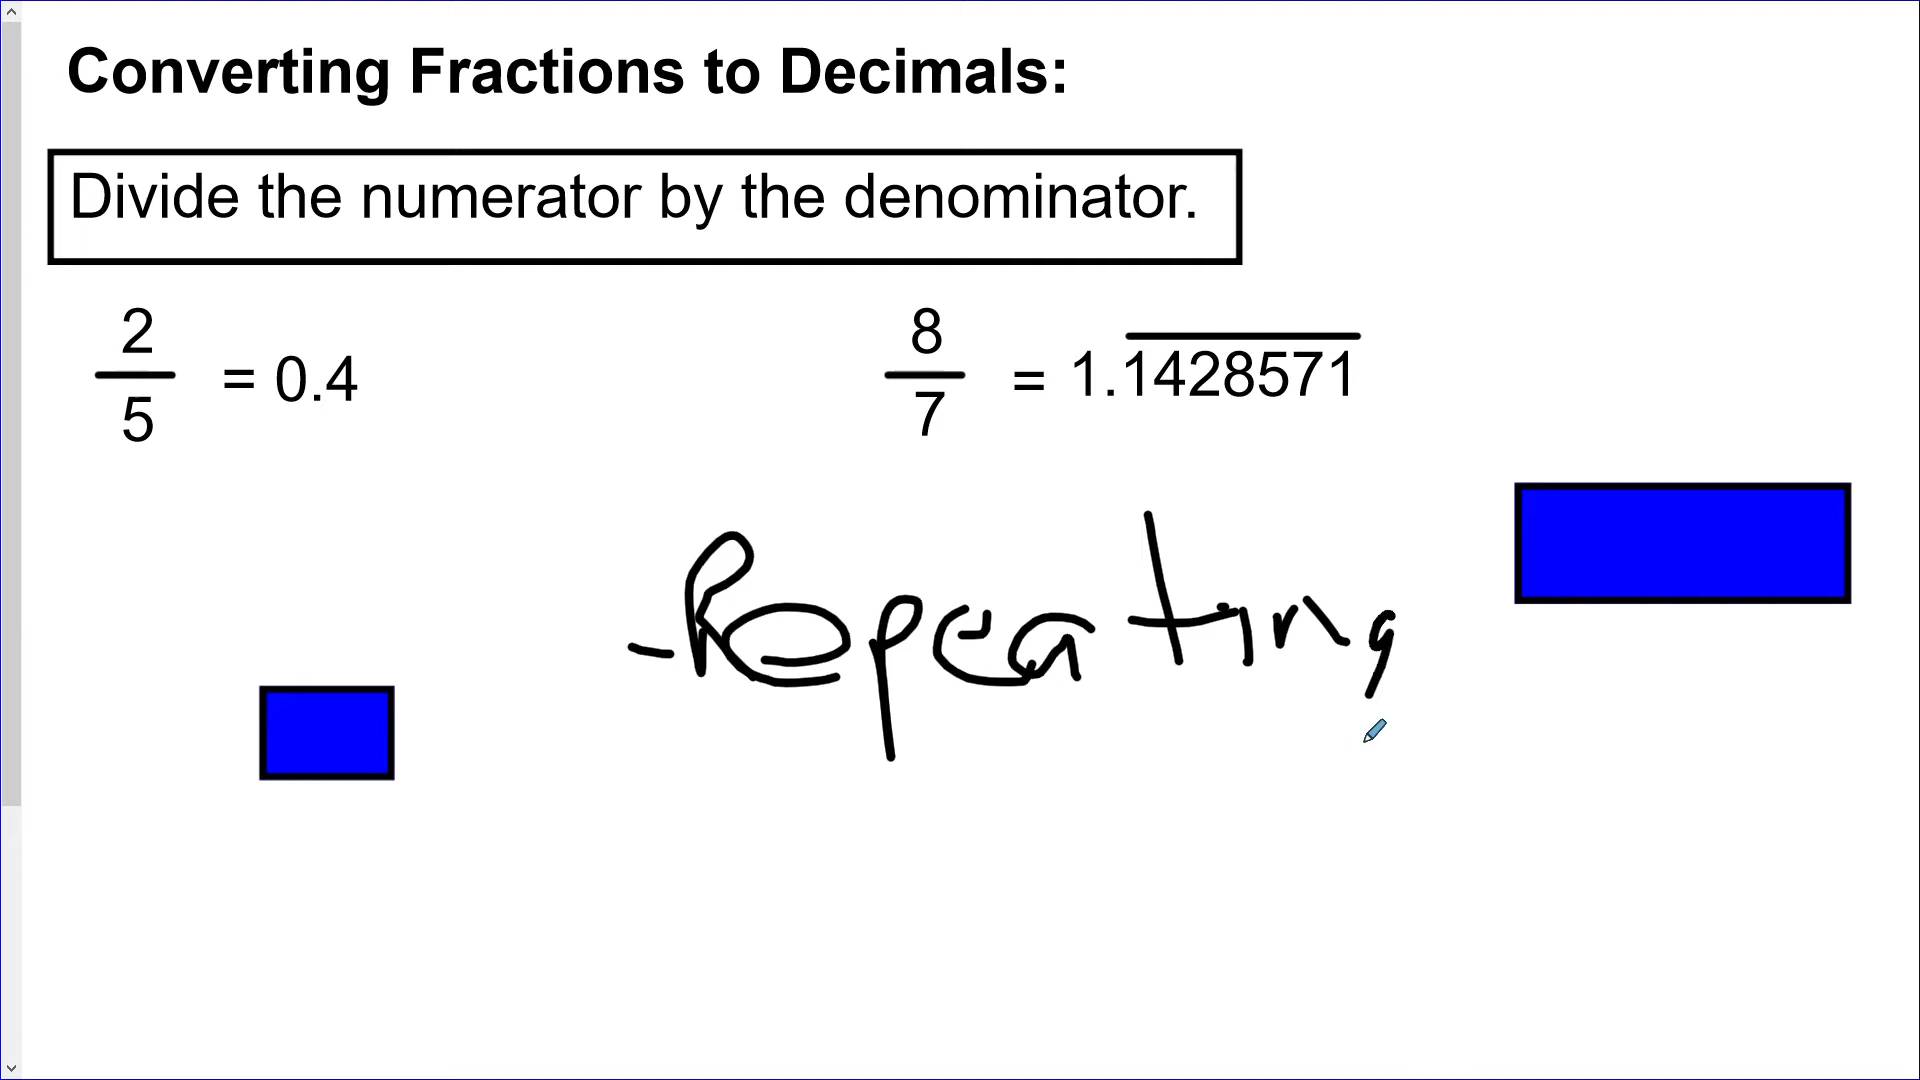 Converting Fractions to Decimals:
Divide the numerator by the denominator.
2
5
= 0.4
8
7
= 1.1428571
-Repeating